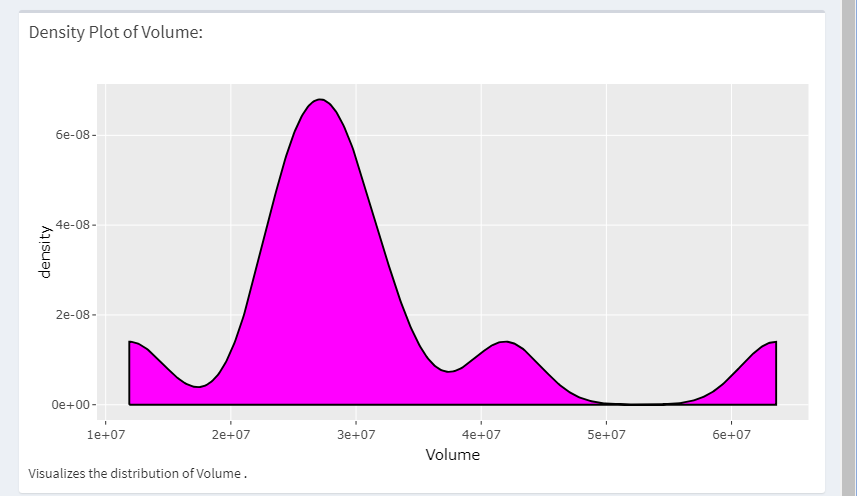 Density Plot of Volume:
6e-08
4e-08
2e-08
0e+00
density
1e+07 2e+07 3e+07 4e+07 5e+07 6e+07
Volume
Visualizes the distribution of Volume .